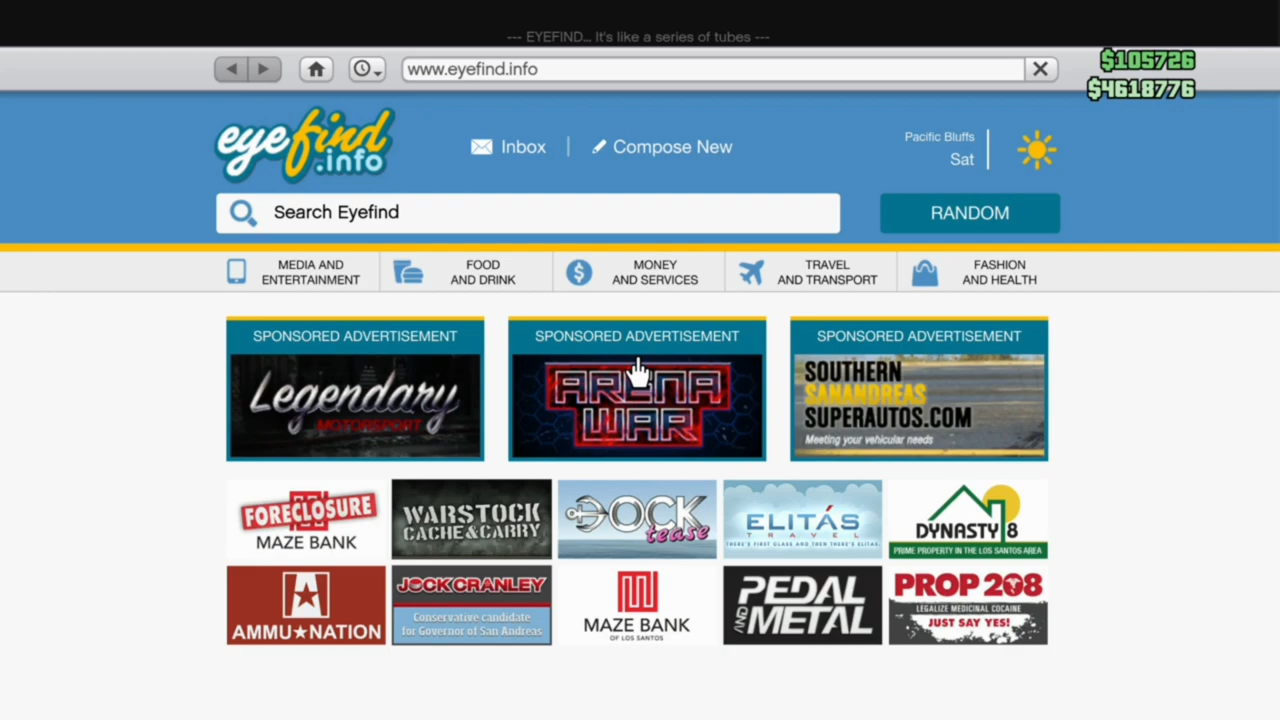 --- EYEFIND... It's like a series of tubes ---
www.eyefind.info
$105726
$4618776
eyefind
.info
Inbox
Compose New
Pacific Bluffs
Sat
Search Eyefind
RANDOM
MEDIA AND
ENTERTAINMENT
FOOD
AND DRINK
MONEY
AND SERVICES
TRAVEL
AND TRANSPORT
FASHION
AND HEALTH
SPONSORED ADVERTISEMENT
Legendary
MOTORSPORT
SPONSORED ADVERTISEMENT
ARENA
WAR
SPONSORED ADVERTISEMENT
SOUTHERN
SANANDREAS
SUPERAUTOS.COM
Meeting your vehicular needs
FORECLOSURE
MAZE BANK
WARSTOCK
CACHE&CARRY
DOCK
tease
ELITÁS
TRAVEL
THERE'S FIRST CLASS AND THEN THERE'S ELITAS.
DYNASTY 8
PRIME PROPERTY IN THE LOS SANTOS AREA
AMMU★NATION
JOCK CRANLEY
Conservative candidate
for Governor of San Andreas
MAZE BANK
OF LOS SANTOS
PEDAL
AND METAL
PROP 208
LEGALIZE MEDICINAL COCAINE
JUST SAY YES!